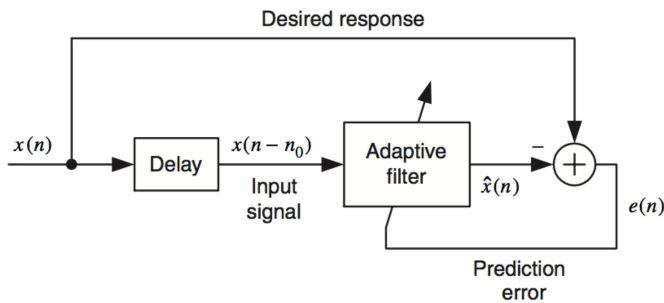 Desired response
x(n)
Delay
x(n − n₀)
Input
signal
Adaptive
filter
−
x̂(n)
+
e(n)
Prediction
error